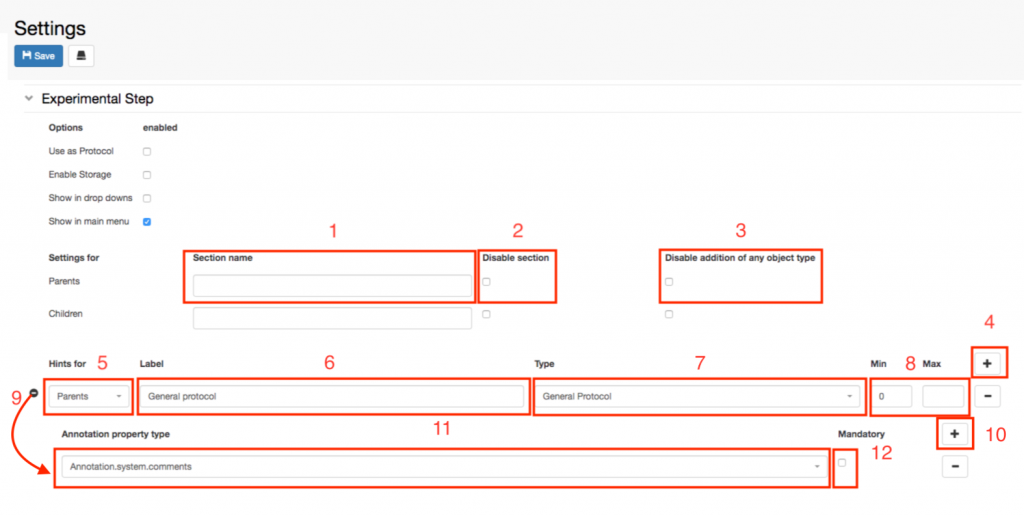 Settings
Save
Experimental Step
Options enabled
Use as Protocol
Enable Storage
Show in drop downs
Show in main menu
1 2 3
Settings for Section name Disable section Disable addition of any object type
Parents
Children
4
Hints for 5 Label 6 Type 7 Min 8 Max +
9 Parents General protocol General Protocol 0 -
11
Annotation property type Mandatory + 10
12
Annotation.system.comments -